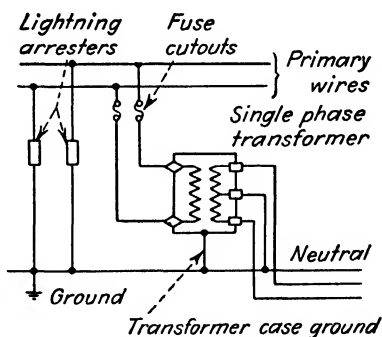 Lightning
arresters
Fuse
cutouts
Primary
wires
Single phase
transformer
Neutral
Ground
Transformer case ground